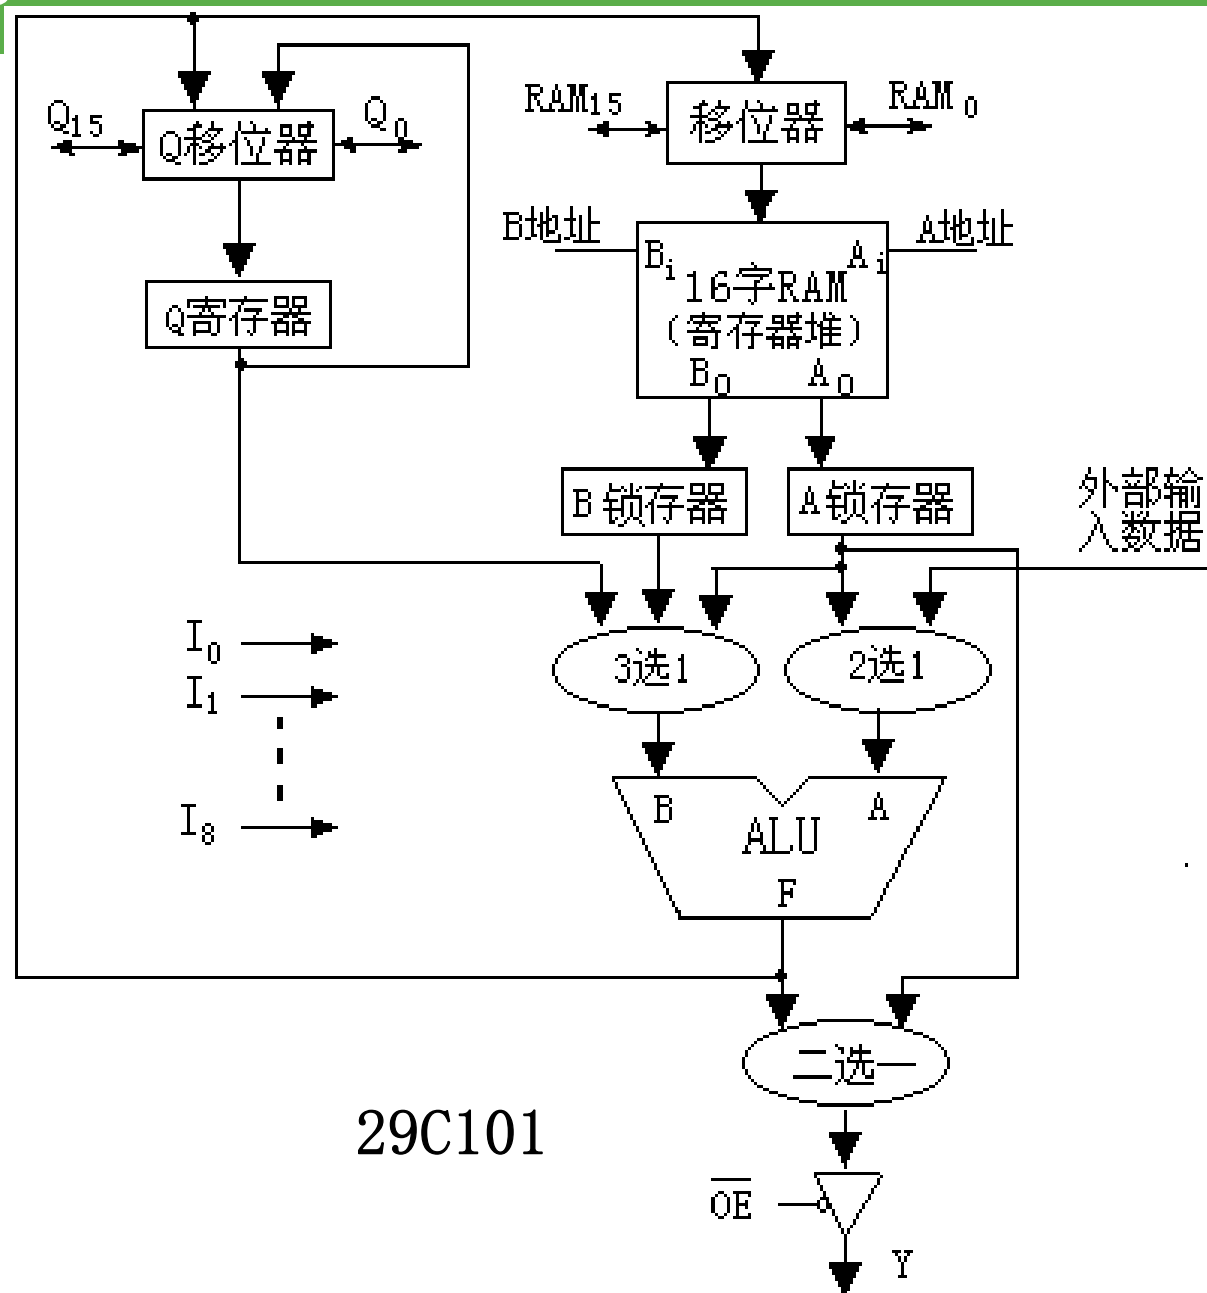 Q15
Q移位器
Q0
RAM15
移位器
RAM0
B地址
Bi
Ai
A地址
16字RAM
(寄存器堆)
BO
AO
Q寄存器
B锁存器
A锁存器
外部输
入数据
3选1
2选1
I0
I1
I8
B
A
ALU
F
二选一
29C101
OE
Y